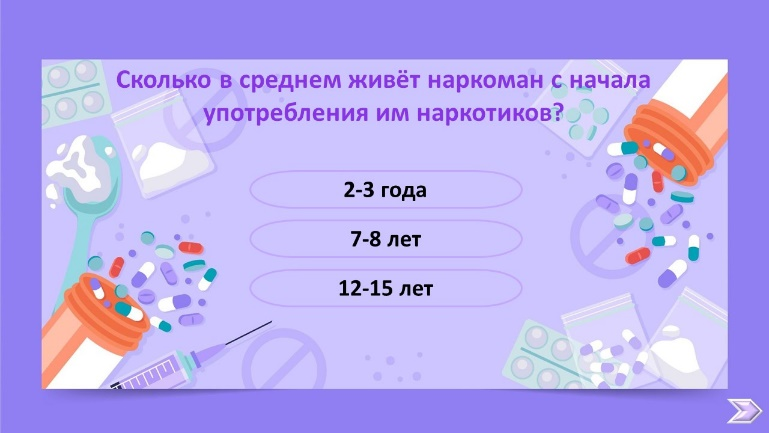 Сколько в среднем живёт наркоман с начала
употребления им наркотиков?
2-3 года
7-8 лет
12-15 лет